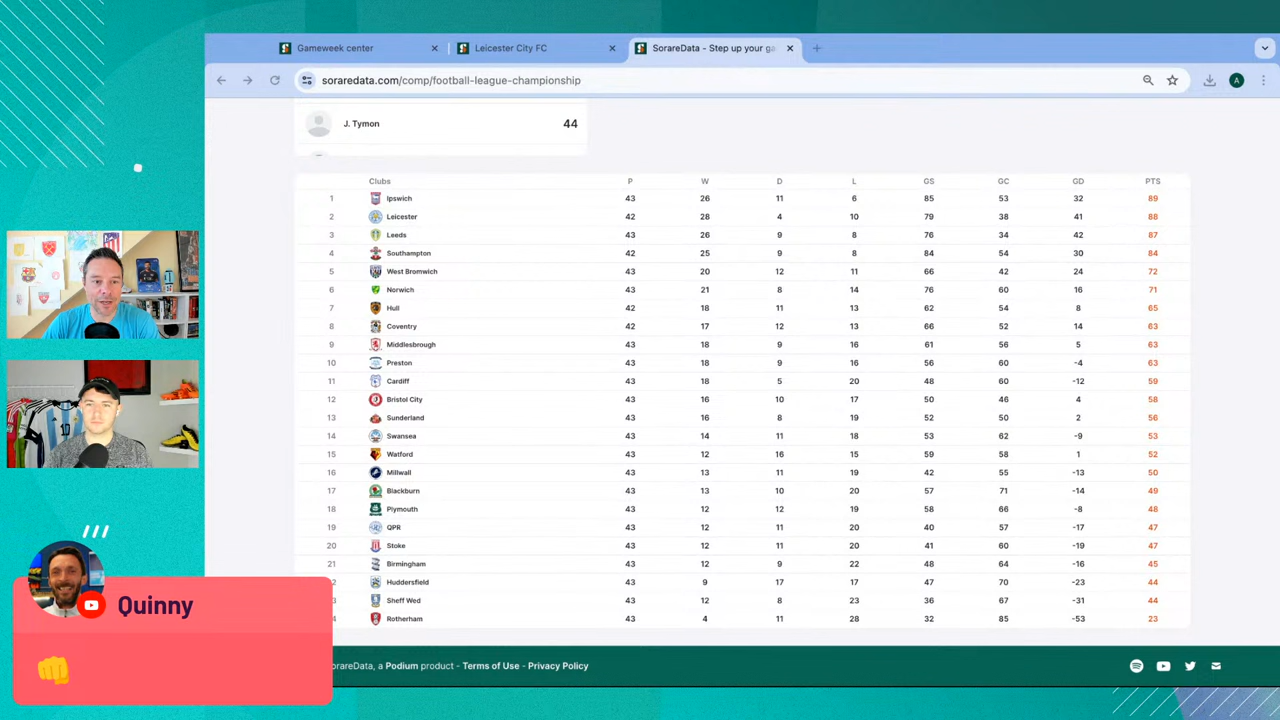 Gameweek center
Leicester City FC
SorareData - Step up your ga
soraredata.com/comp/football-league-championship
A
J. Tymon 44
Clubs P W D L GS GC GD PTS
1 Ipswich 43 26 11 6 85 53 32 89
2 Leicester 42 28 4 10 79 38 41 88
3 Leeds 43 26 9 8 76 34 42 87
4 Southampton 42 25 9 8 84 54 30 84
5 West Bromwich 43 20 12 11 66 42 24 72
6 Norwich 43 21 8 14 76 60 16 71
7 Hull 42 18 11 13 62 54 8 65
8 Coventry 42 17 12 13 66 52 14 63
9 Middlesbrough 43 18 9 16 61 56 5 63
10 Preston 43 18 9 16 56 60 -4 63
11 Cardiff 43 18 5 20 48 60 -12 59
12 Bristol City 43 16 10 17 50 46 4 58
13 Sunderland 43 16 8 19 52 50 2 56
14 Swansea 43 14 11 18 53 62 -9 53
15 Watford 43 12 16 15 59 58 1 52
16 Millwall 43 13 11 19 42 55 -13 50
17 Blackburn 43 13 10 20 57 71 -14 49
18 Plymouth 43 12 12 19 58 66 -8 48
19 QPR 43 12 11 20 40 57 -17 47
20 Stoke 43 12 11 20 41 60 -19 47
21 Birmingham 43 12 9 22 48 64 -16 45
2 Huddersfield 43 9 17 17 47 70 -23 44
3 Sheff Wed 43 12 8 23 36 67 -31 44
4 Rotherham 43 4 11 28 32 85 -53 23
orareData, a Podium product - Terms of Use - Privacy Policy
Quinny
10